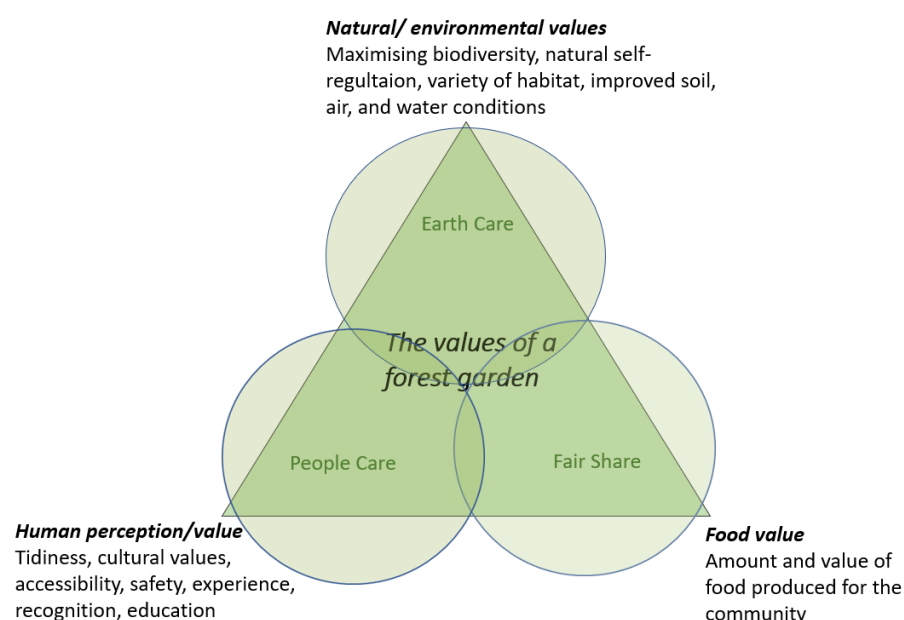 Natural/ environmental values
Maximising biodiversity, natural self-
regultaion, variety of habitat, improved soil,
air, and water conditions
Earth Care
The values of a
forest garden
People Care
Fair Share
Human perception/value
Tidiness, cultural values,
accessibility, safety, experience,
recognition, education
Food value
Amount and value of
food produced for the
community